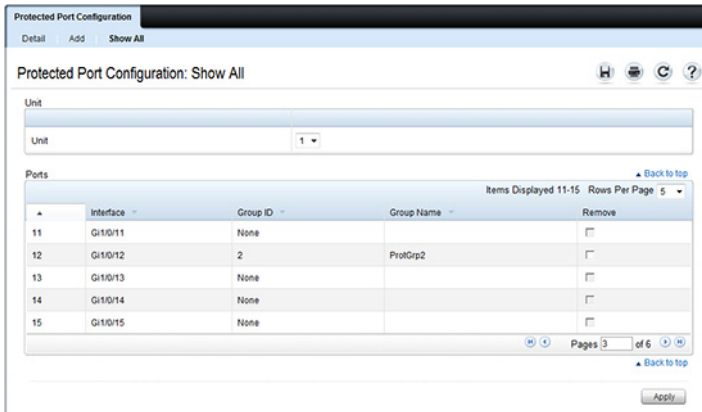 Protected Port Configuration
Detail Add Show All
Protected Port Configuration: Show All
?
Unit
Unit 1
Ports Back to top
Items Displayed 11-15 Rows Per Page 5
Interface Group ID Group Name Remove
11 Gi1/0/11 None
12 Gi1/0/12 2 ProtGrp2
13 Gi1/0/13 None
14 Gi1/0/14 None
15 Gi1/0/15 None
Pages 3 of 6
Back to top
Apply